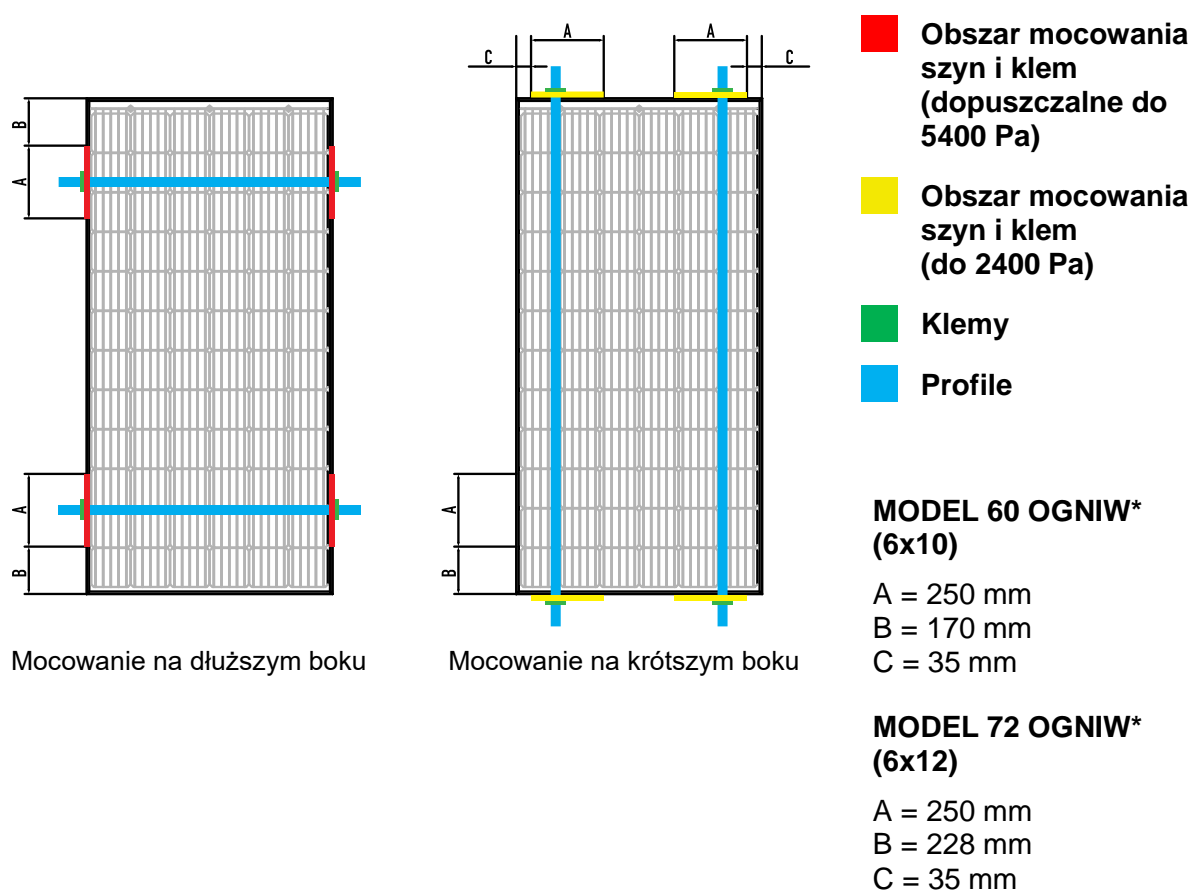 A
A
C
C
B
A
A
B
A
B
Mocowanie na dłuższym boku
Mocowanie na krótszym boku
Obszar mocowania
szyn i klem
(dopuszczalne do
5400 Pa)
Obszar mocowania
szyn i klem
(do 2400 Pa)
Klemy
Profile
MODEL 60 OGNIW*
(6x10)
A = 250 mm
B = 170 mm
C = 35 mm
MODEL 72 OGNIW*
(6x12)
A = 250 mm
B = 228 mm
C = 35 mm